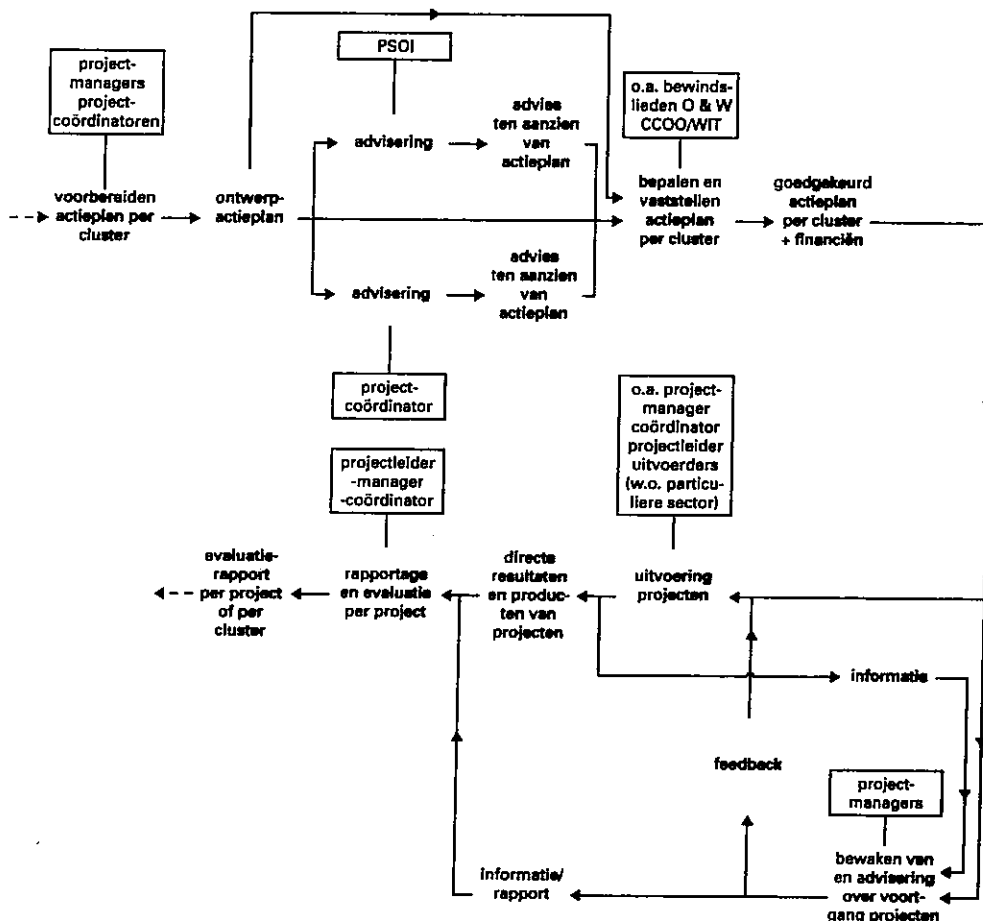 project-
managers
project-
coördinatoren
voorbereiden
actieplan per
cluster
ontwerp-
actieplan
PSOI
advisering
advies
ten aanzien
van
actieplan
advisering
advies
ten aanzien
van
actieplan
project-
coördinator
o.a. bewinds-
lieden O & W
CCOO/WIT
bepalen en
vaststellen
actieplan
per cluster
goedgekeurd
actieplan
per cluster
+ financiën
o.a. project-
manager
coördinator
projectleider
uitvoerders
(w.o. particu-
liere sector)
uitvoering
projecten
directe
resultaten
en produc-
ten van
projecten
projectleider
-manager
-coördinator
rapportage
en evaluatie
per project
evaluatie-
rapport
per project
of per
cluster
informatie
feedback
project-
managers
bewaken van
en advisering
over voort-
gang projecten
informatie/
rapport